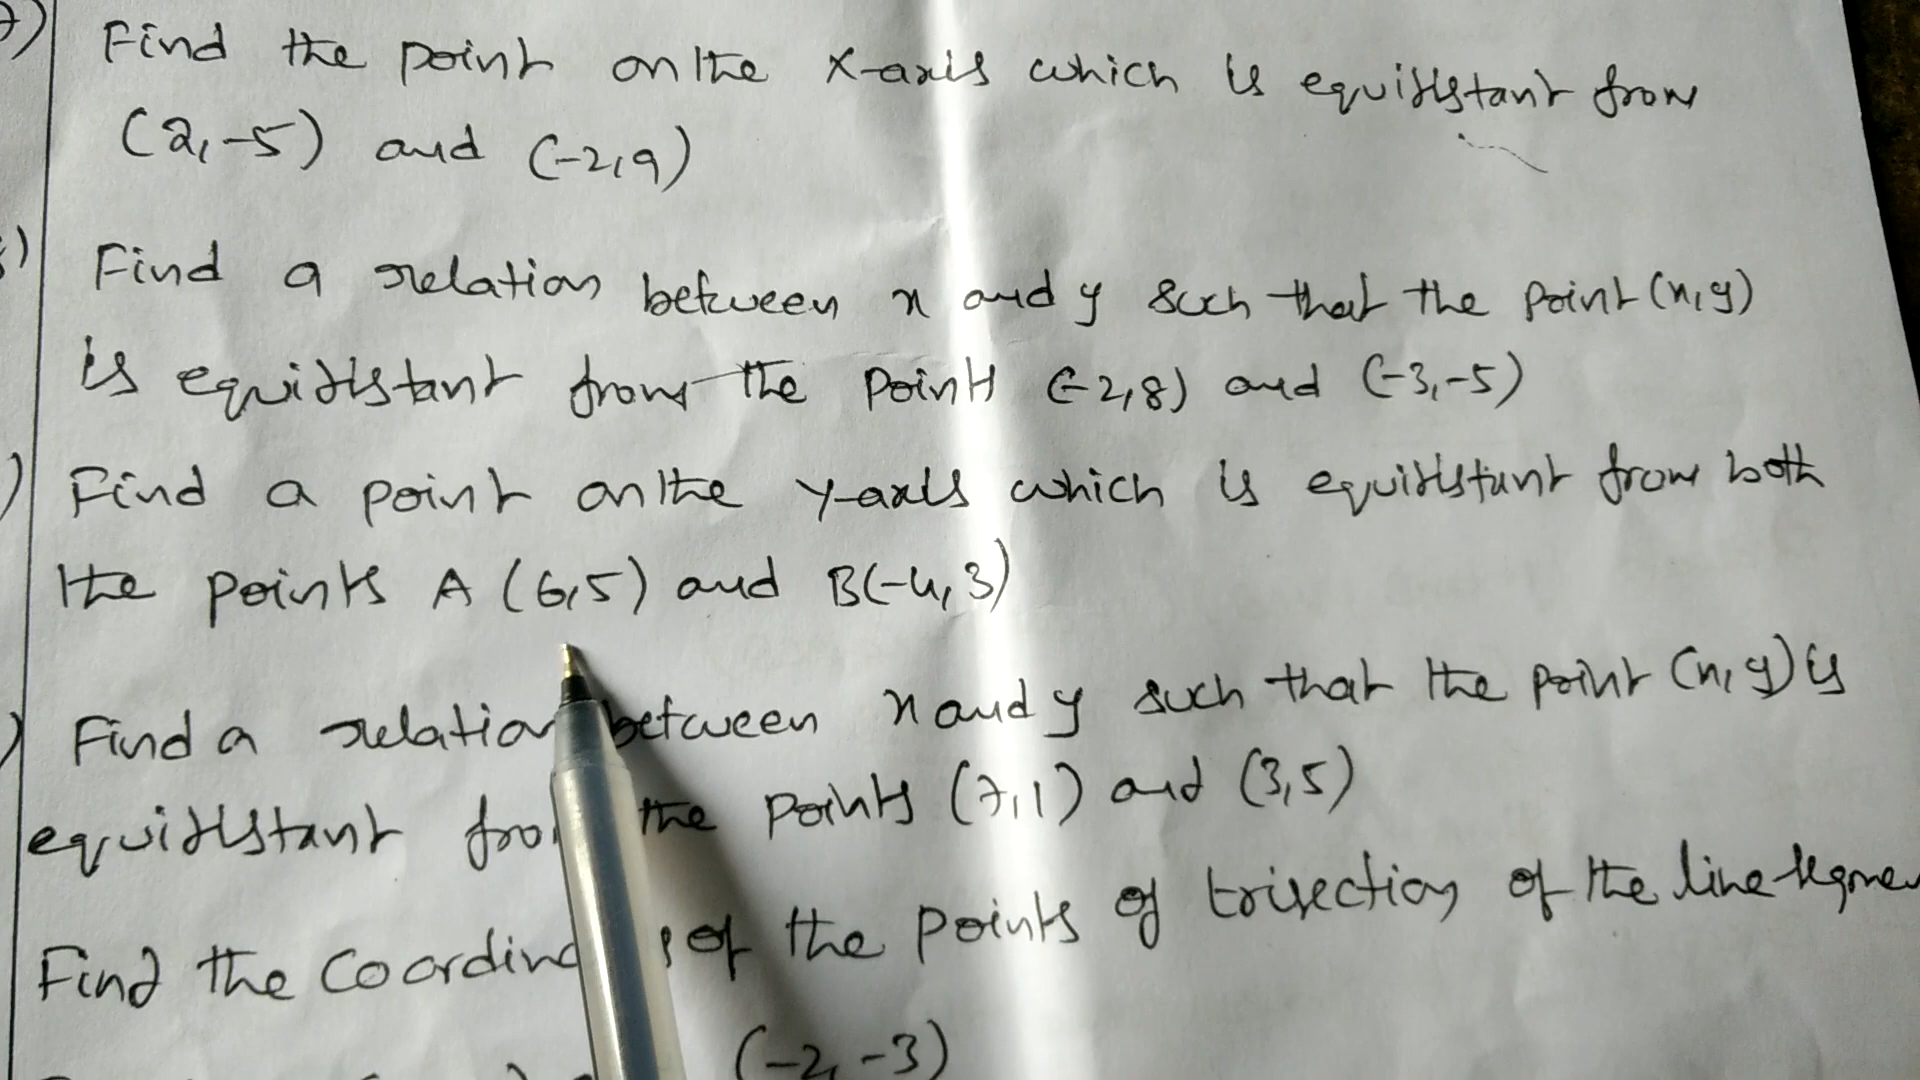 7) Find the point on the X-axis which is equidistant from
(2,-5) and (-2,9)
) Find a relation between x and y such that the point (x,y)
is equidistant from the point (-2,8) and (-3,-5)
) Find a point on the y-axis which is equidistant from both
the points A (6,5) and B(-4,3)
) Find a relation between x and y such that the point (x,y) is
equidistant the points (7,1) and (3,5)
Find the of the points of trisection of the line
(-2,-3)